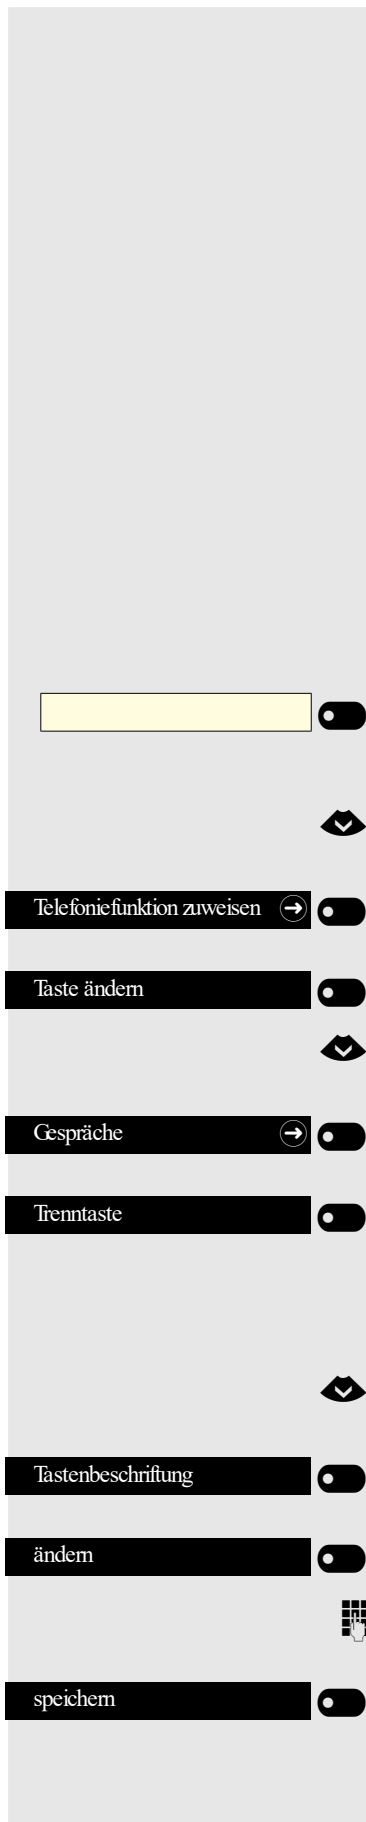 Telefoniefunktion zuweisen
Taste ändern
Gespräche
Trenntaste
Tastenbeschriftung
ändern
speichern